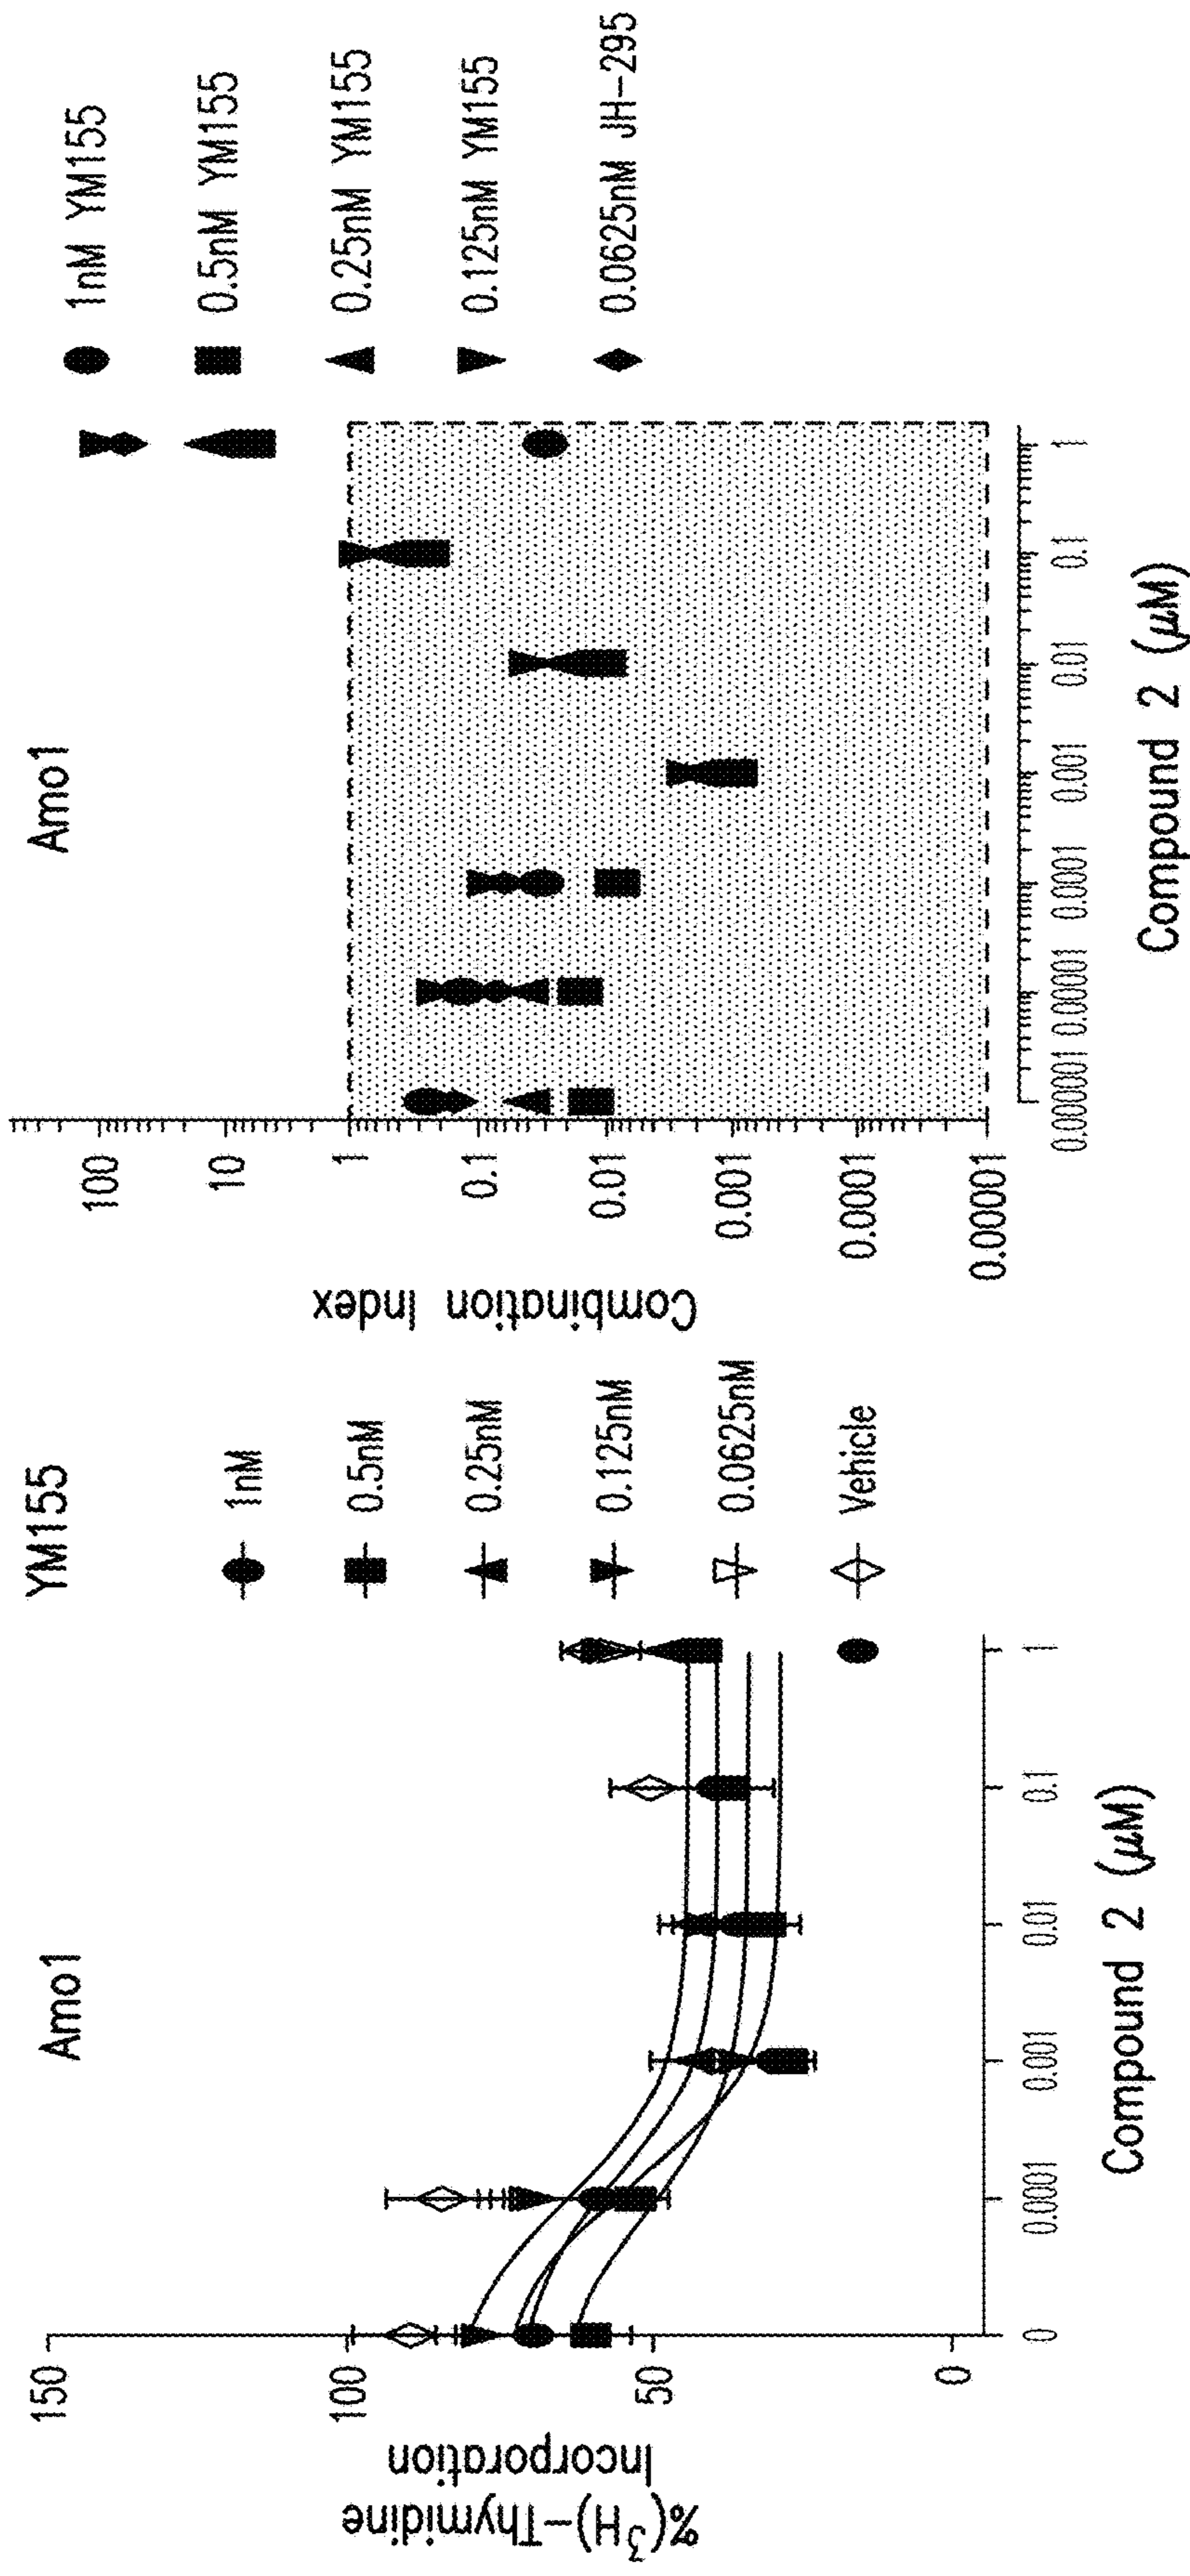 Amo1
YM155
1nM
0.5nM
0.25nM
0.125nM
0.0625nM
Vehicle
%(³H)-Thymidine
Incorporation
150
100
50
0
0 0.0001 0.001 0.01 0.1 1
Compound 2 (μM)
Amo1
1nM YM155
0.5nM YM155
0.25nM YM155
0.125nM YM155
0.0625nM JH-295
Combination Index
100
10
1
0.1
0.01
0.001
0.0001
0.00001
0.000001 0.00001 0.0001 0.001 0.01 0.1 1
Compound 2 (μM)